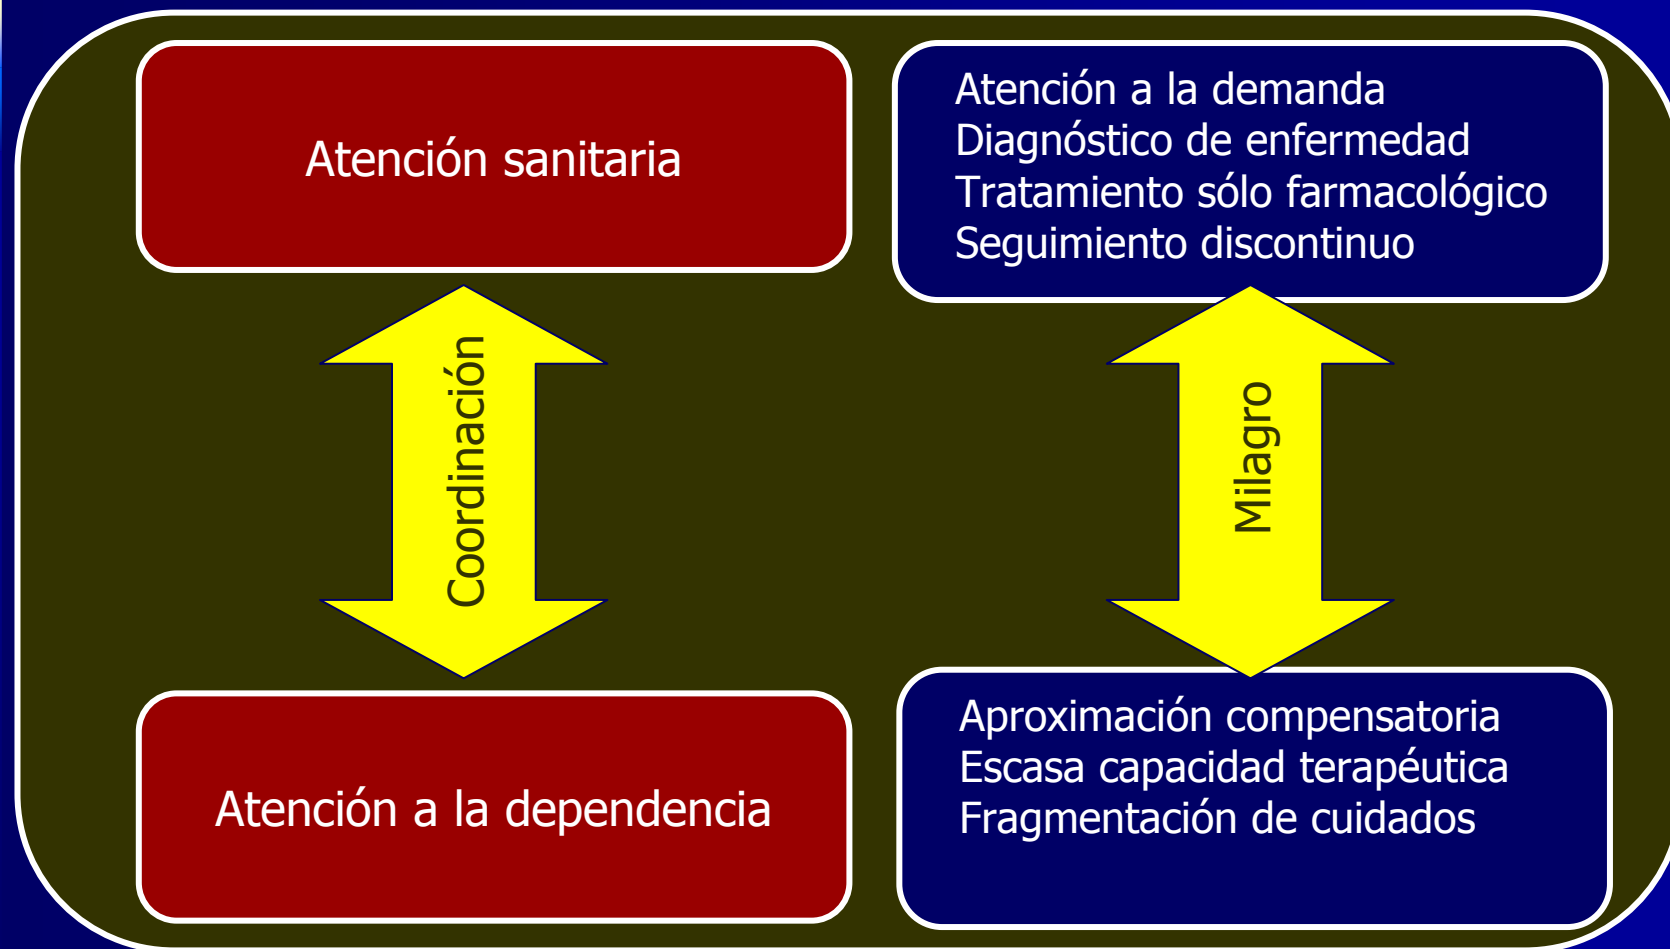 Atención sanitaria
Atención a la demanda
Diagnóstico de enfermedad
Tratamiento sólo farmacológico
Seguimiento discontinuo
Coordinación
Milagro
Atención a la dependencia
Aproximación compensatoria
Escasa capacidad terapéutica
Fragmentación de cuidados